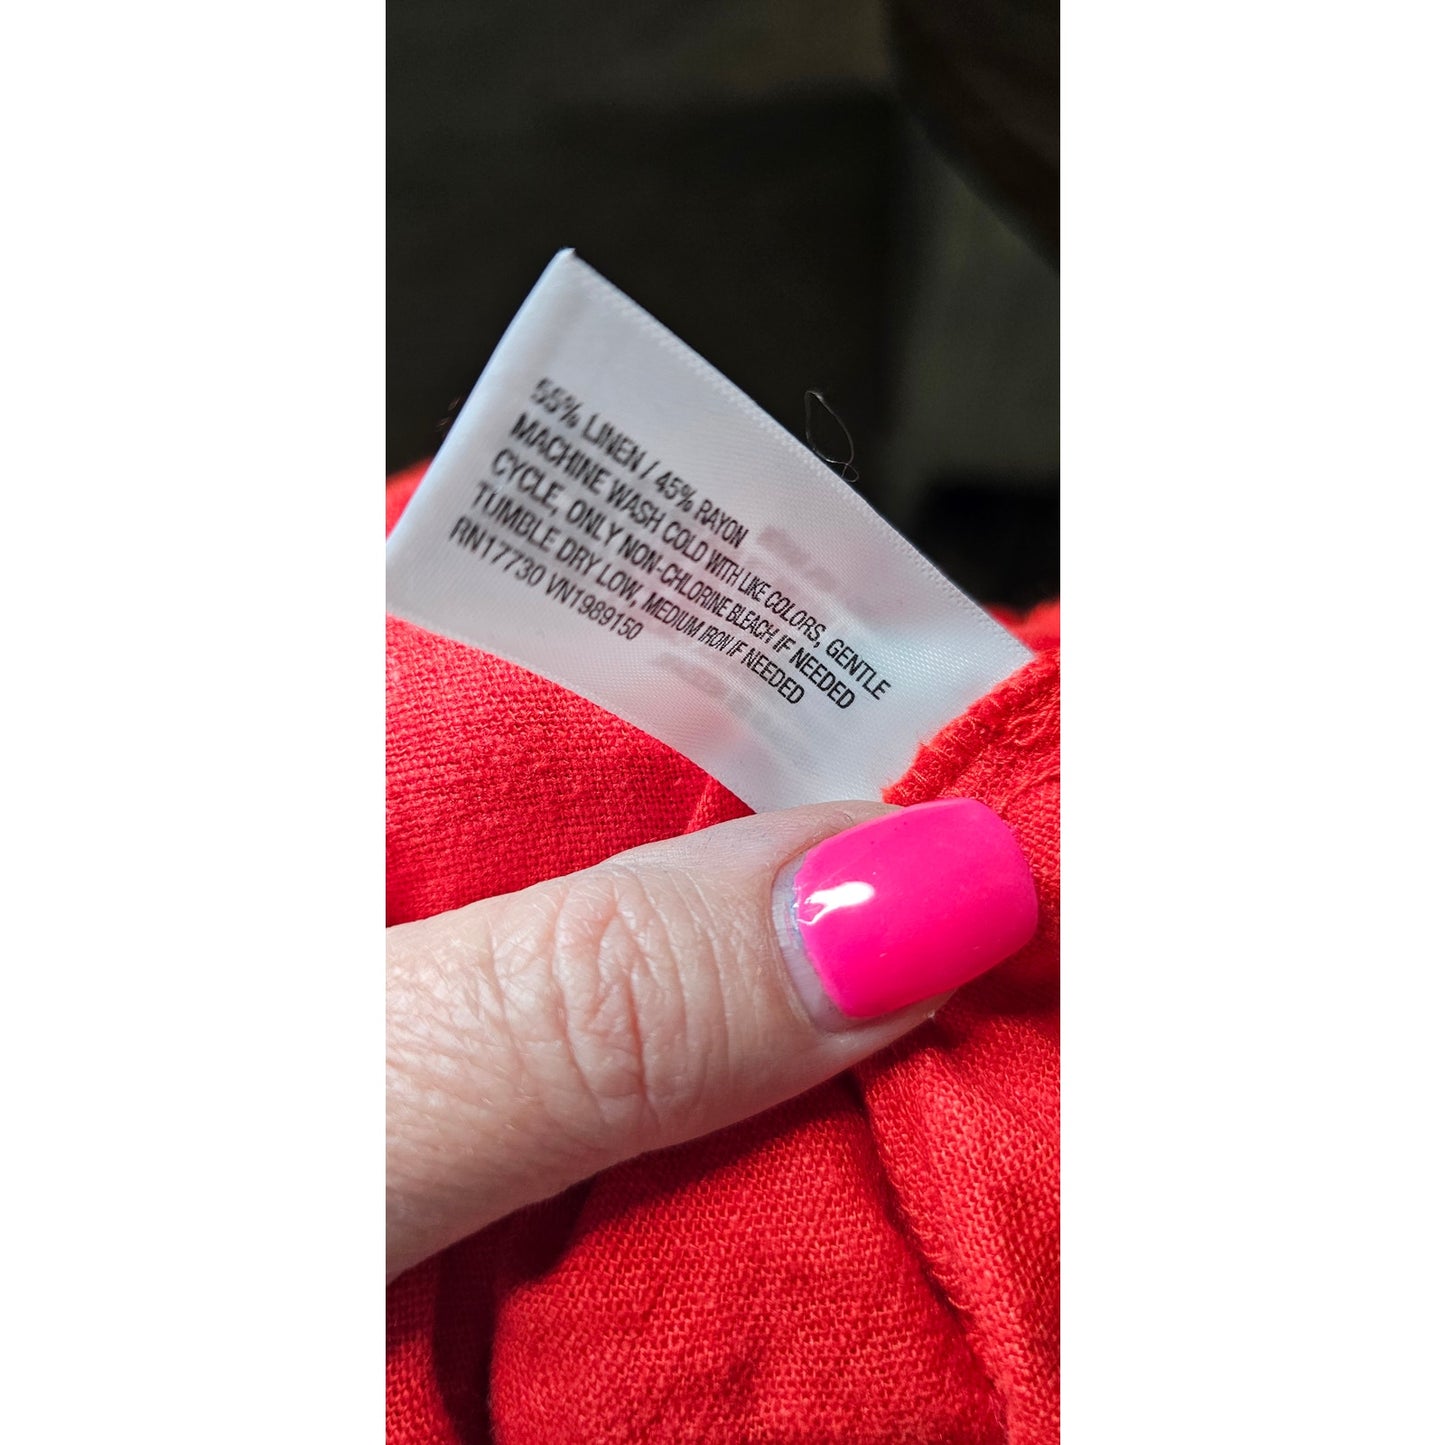 55% LINEN / 45% RAYON
MACHINE WASH COLD WITH LIKE COLORS, GENTLE
CYCLE, ONLY NON-CHLORINE BLEACH IF NEEDED
TUMBLE DRY LOW, MEDIUM IRON IF NEEDED
RN17730 VN1989150